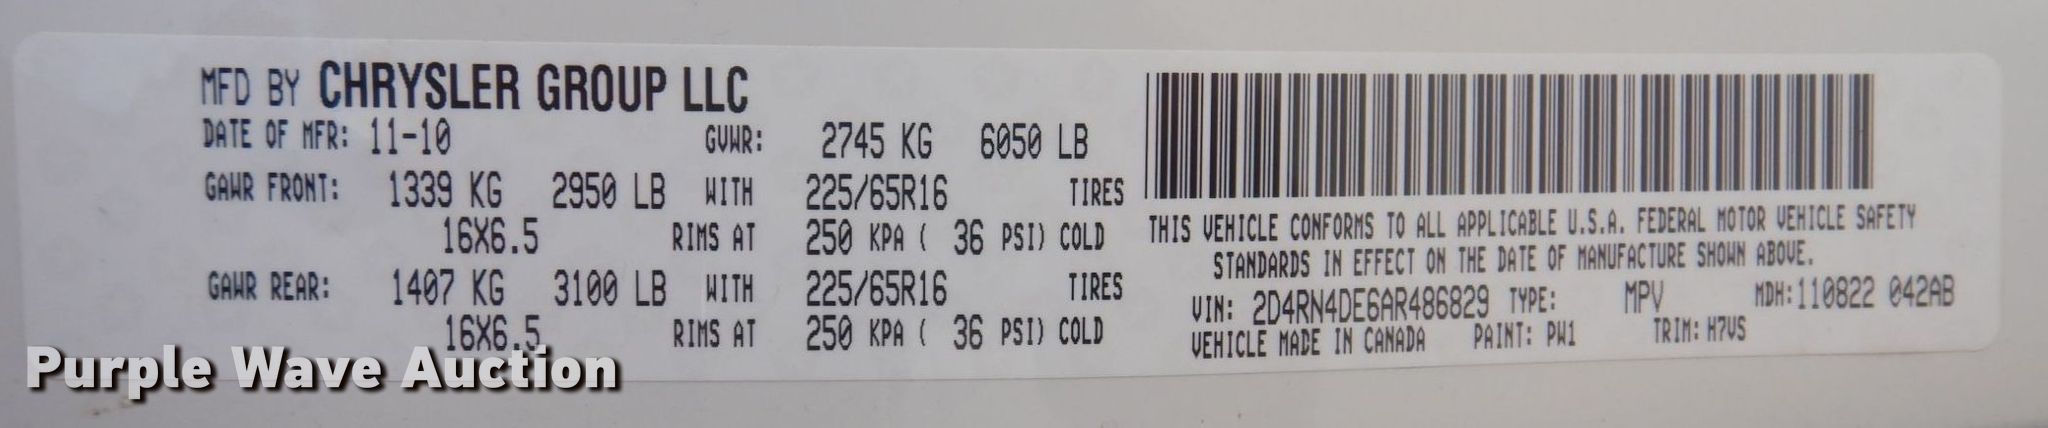 MFD BY CHRYSLER GROUP LLC
DATE OF MFR: 11-10 GVWR: 2745 KG 6050 LB
GAWR FRONT: 1339 KG 2950 LB WITH 225/65R16 TIRES
16X6.5 RIMS AT 250 KPA ( 36 PSI) COLD
GAWR REAR: 1407 KG 3100 LB WITH 225/65R16 TIRES
16X6.5 RIMS AT 250 KPA ( 36 PSI) COLD
THIS VEHICLE CONFORMS TO ALL APPLICABLE U.S.A. FEDERAL MOTOR VEHICLE SAFETY
STANDARDS IN EFFECT ON THE DATE OF MANUFACTURE SHOWN ABOVE.
VIN: 2D4RN4DE6AR486829 TYPE: MPV MDH:110822 042AB
VEHICLE MADE IN CANADA PAINT: PW1 TRIM: H7VS
Purple Wave Auction